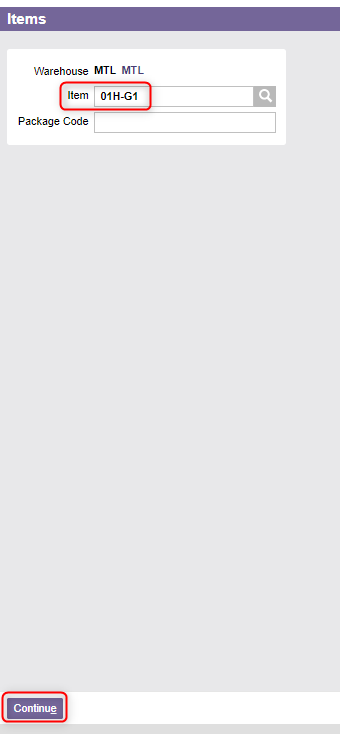 Items
Warehouse MTL MTL
Item 01H-G1
Package Code
Continue